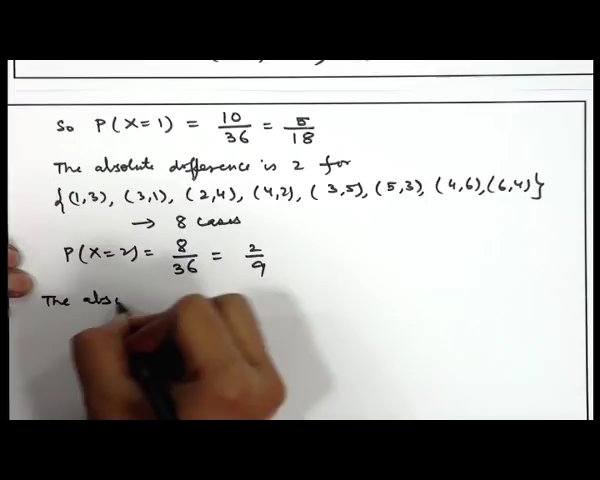 So P(X=1) = 10/36 = 5/18
The absolute difference is 2 for
{(1,3), (3,1), (2,4), (4,2), (3,5), (5,3), (4,6), (6,4)}
→ 8 cases
P(X=2) = 8/36 = 2/9
The abs